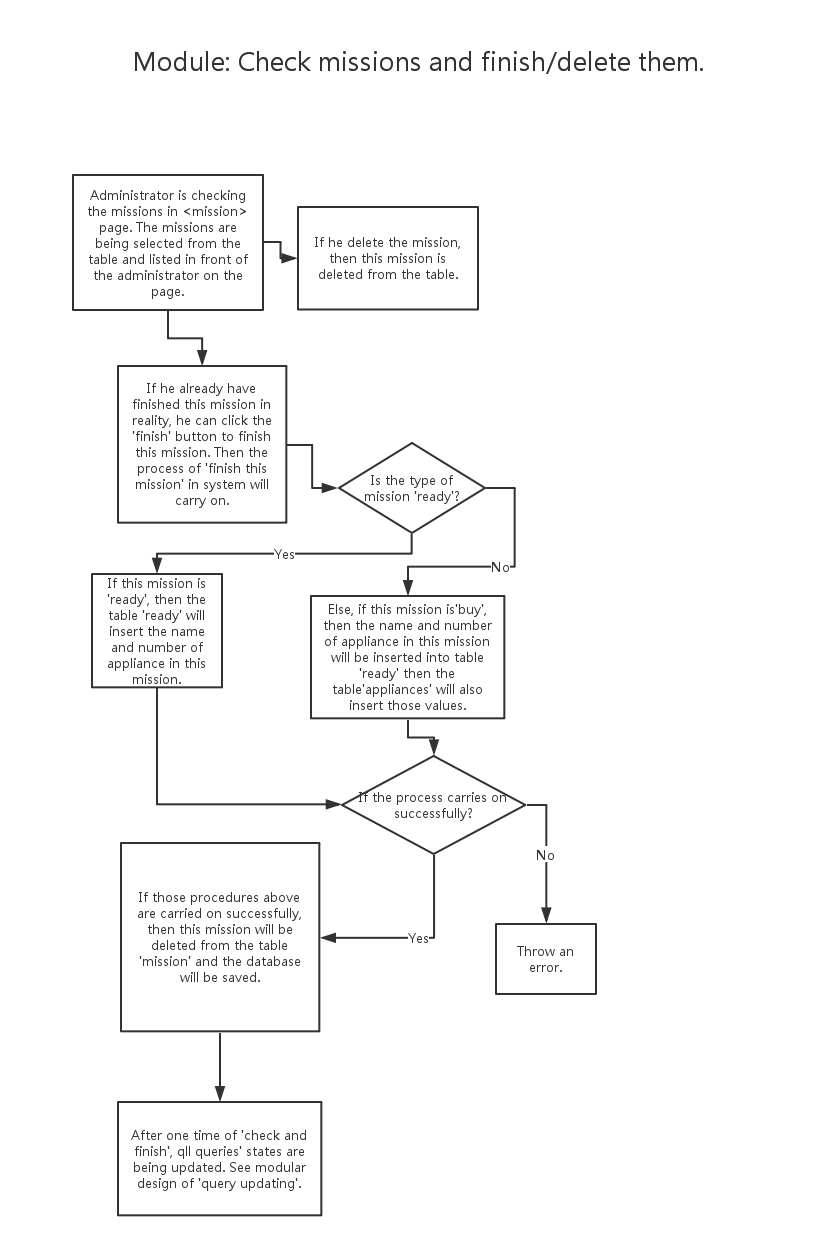 Module: Check missions and finish/delete them.
Administrator is checking
the missions in <mission>
page. The missions are
being selected from the
table and listed in front of
the administrator on the
page.
If he delete the mission,
then this mission is
deleted from the table.
If he already have
finished this mission in
reality, he can click the
'finish' button to finish
this mission. Then the
process of 'finish this
mission' in system will
carry on.
Is the type of
mission 'ready'?
Yes
No
If this mission is
'ready', then the
table 'ready' will
insert the name
and number of
appliance in this
mission.
Else, if this mission is'buy',
then the name and number
of appliance in this mission
will be inserted into table
'ready' then the
table'appliances' will also
insert those values.
If the process carries on
successfully?
No
Yes
If those procedures above
are carried on successfully,
then this mission will be
deleted from the table
'mission' and the database
will be saved.
Throw an
error.
After one time of 'check and
finish', qll queries' states are
being updated. See modular
design of 'query updating'.